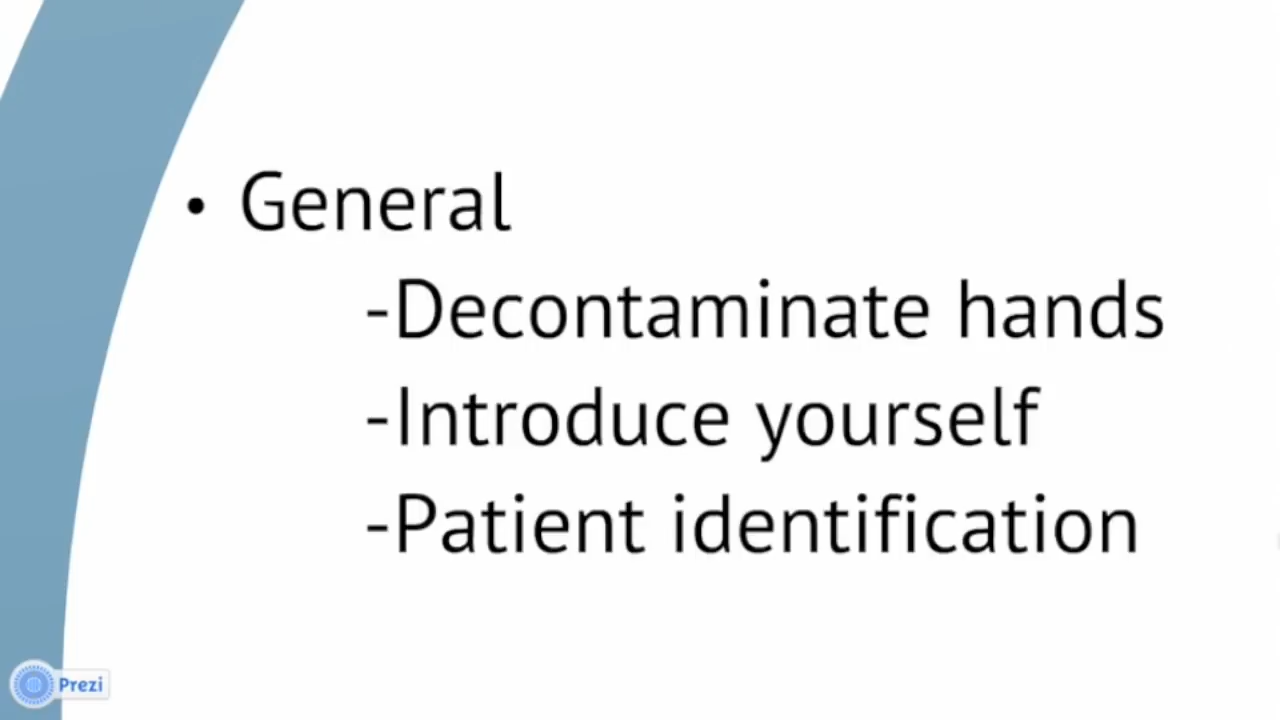 • General
-Decontaminate hands
-Introduce yourself
-Patient identification
Prezi